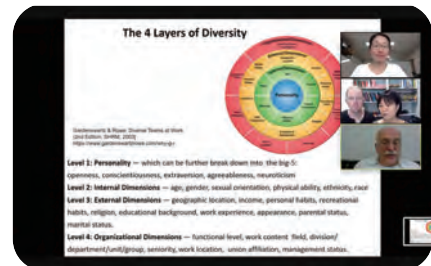 The 4 Layers of Diversity
Personality
Gardenswartz & Rowe, Diverse Teams at Work
(2nd Edition, SHRM, 2003)
Level 1: Personality — which can be further break down into the big-5:
openness, conscientiousness, extraversion, agreeableness, neuroticism
Level 2: Internal Dimensions — age, gender, sexual orientation, physical ability, ethnicity, race
Level 3: External Dimensions — geographic location, income, personal habits, recreational
habits, religion, educational background, work experience, appearance, parental status,
marital status.
Level 4: Organizational Dimensions — functional level, work content field, division/
department/unit/group, seniority, work location, union affiliation, management status.